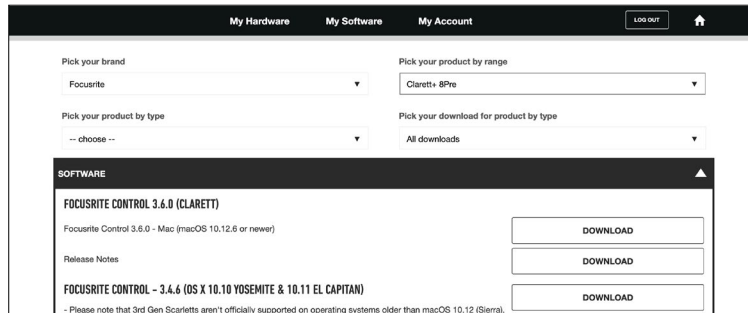 My Hardware My Software My Account LOG OUT
Pick your brand Pick your product by range
Focusrite Clarett+ 8Pre
Pick your product by type Pick your download for product by type
-- choose -- All downloads
SOFTWARE
FOCUSRITE CONTROL 3.6.0 (CLARETT)
Focusrite Control 3.6.0 - Mac (macOS 10.12.6 or newer) DOWNLOAD
Release Notes DOWNLOAD
FOCUSRITE CONTROL - 3.4.6 (OS X 10.10 YOSEMITE & 10.11 EL CAPITAN) DOWNLOAD
- Please note that 3rd Gen Scarletts aren't officially supported on operating systems older than macOS 10.12 (Sierra).